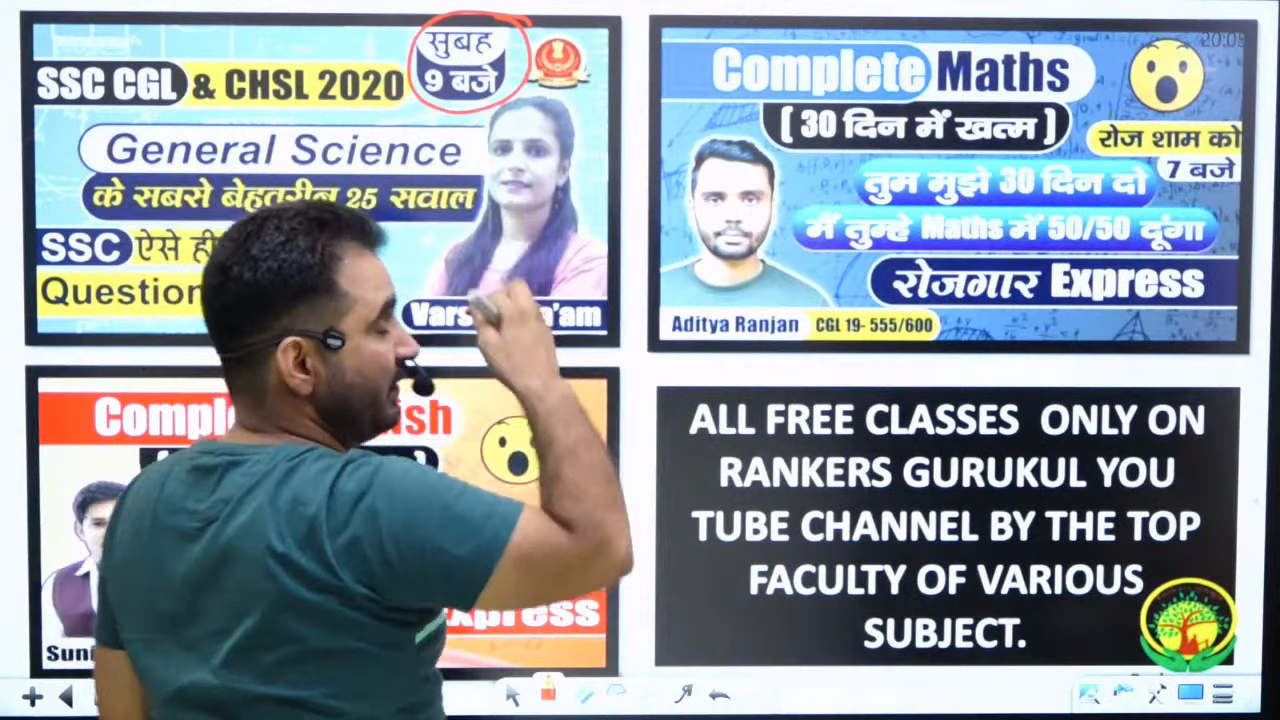 सुबह
9 बजे
SSC CGL & CHSL 2020
General Science
के सबसे बेहतरीन 25 सवाल
SSC ऐसे ही
Question
Complete Maths
[ 30 दिन में खत्म ]
रोज शाम को
7 बजे
तुम मुझे 30 दिन दो
मैं तुम्हे Maths में 50/50 दूंगा
रोजगार Express
Aditya Ranjan CGL 19- 555/600
ALL FREE CLASSES ONLY ON
RANKERS GURUKUL YOU
TUBE CHANNEL BY THE TOP
FACULTY OF VARIOUS
SUBJECT.